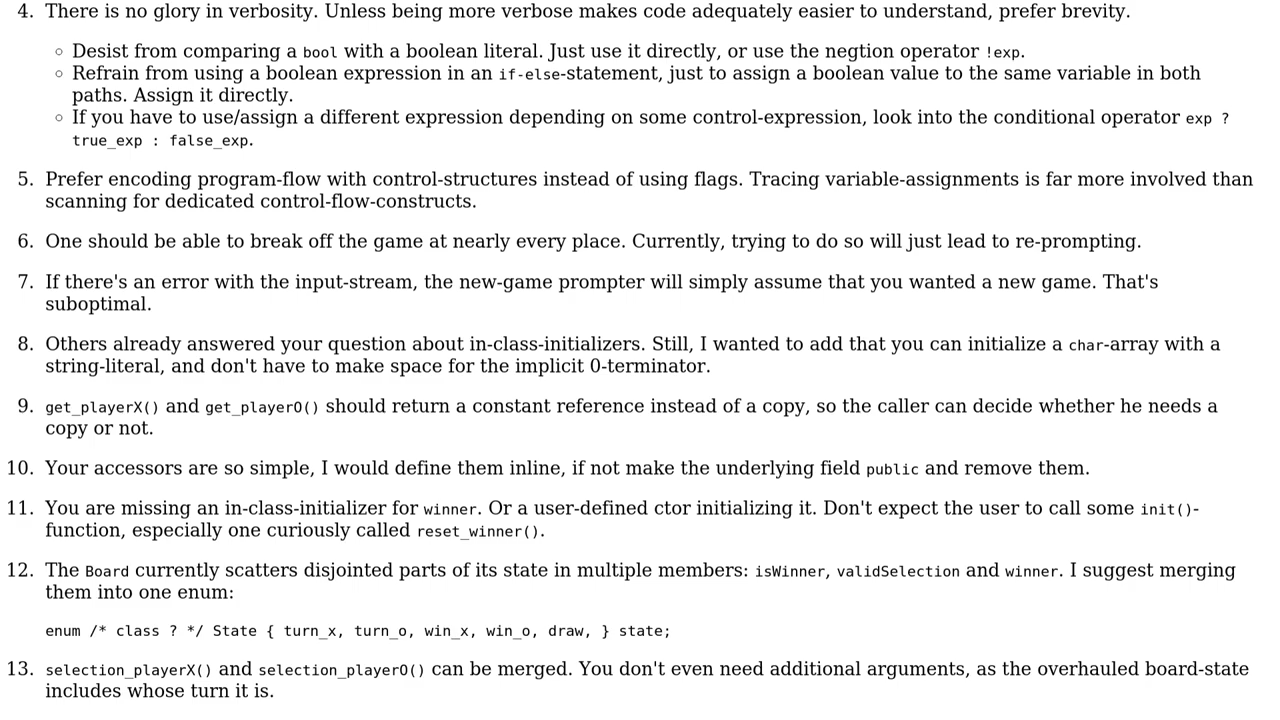 4. There is no glory in verbosity. Unless being more verbose makes code adequately easier to understand, prefer brevity.
◦ Desist from comparing a bool with a boolean literal. Just use it directly, or use the negtion operator !exp.
◦ Refrain from using a boolean expression in an if-else-statement, just to assign a boolean value to the same variable in both
paths. Assign it directly.
◦ If you have to use/assign a different expression depending on some control-expression, look into the conditional operator exp ?
true_exp : false_exp.
5. Prefer encoding program-flow with control-structures instead of using flags. Tracing variable-assignments is far more involved than
scanning for dedicated control-flow-constructs.
6. One should be able to break off the game at nearly every place. Currently, trying to do so will just lead to re-prompting.
7. If there's an error with the input-stream, the new-game prompter will simply assume that you wanted a new game. That's
suboptimal.
8. Others already answered your question about in-class-initializers. Still, I wanted to add that you can initialize a char-array with a
string-literal, and don't have to make space for the implicit 0-terminator.
9. get_playerX() and get_playerO() should return a constant reference instead of a copy, so the caller can decide whether he needs a
copy or not.
10. Your accessors are so simple, I would define them inline, if not make the underlying field public and remove them.
11. You are missing an in-class-initializer for winner. Or a user-defined ctor initializing it. Don't expect the user to call some init()-
function, especially one curiously called reset_winner().
12. The Board currently scatters disjointed parts of its state in multiple members: isWinner, validSelection and winner. I suggest merging
them into one enum:
enum /* class ? */ State { turn_x, turn_o, win_x, win_o, draw, } state;
13. selection_playerX() and selection_playerO() can be merged. You don't even need additional arguments, as the overhauled board-state
includes whose turn it is.